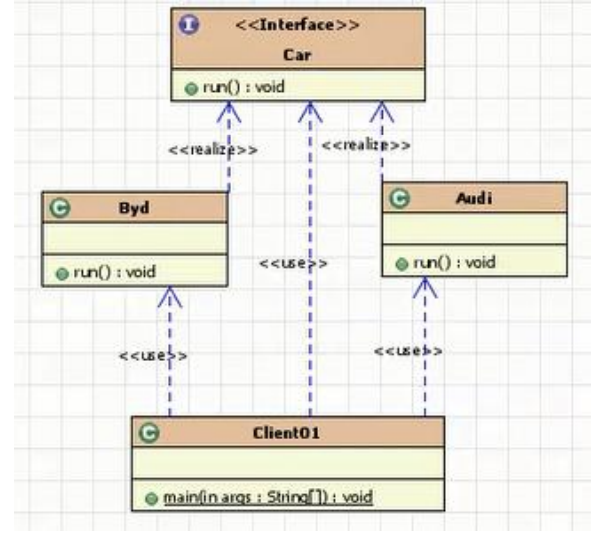 I <<Interface>>
Car
run() : void
<<realize>> <<realize>>
C Byd
C Audi
run() : void
run() : void
<<use>>
<<use>>
<<use>>
C Client01
main(in args : String[]) : void